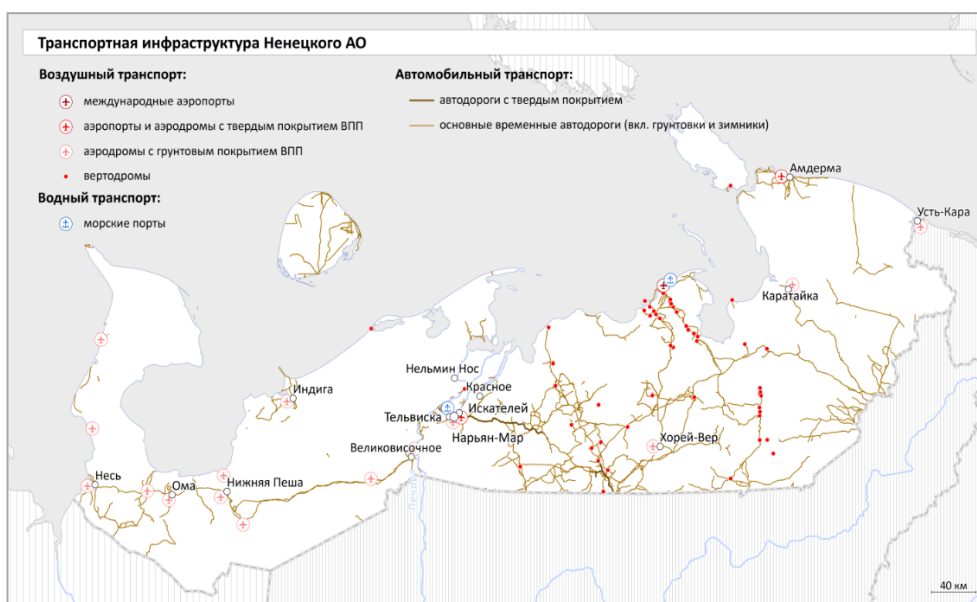 Транспортная инфраструктура Ненецкого АО
Воздушный транспорт:
международные аэропорты
аэропорты и аэродромы с твердым покрытием ВПП
аэродромы с грунтовым покрытием ВПП
вертодромы
Водный транспорт:
морские порты
Автомобильный транспорт:
автодороги с твердым покрытием
основные временные автодороги (вкл. грунтовки и зимники)
Амдерма
Усть-Кара
Каратайка
Нельмин Нос
Красное
Индига
Искателей
Тельвиска
Нарьян-Мар
Хорей-Вер
Великовисочное
Несь
Ома
Нижняя Пеша
Печора
40 км